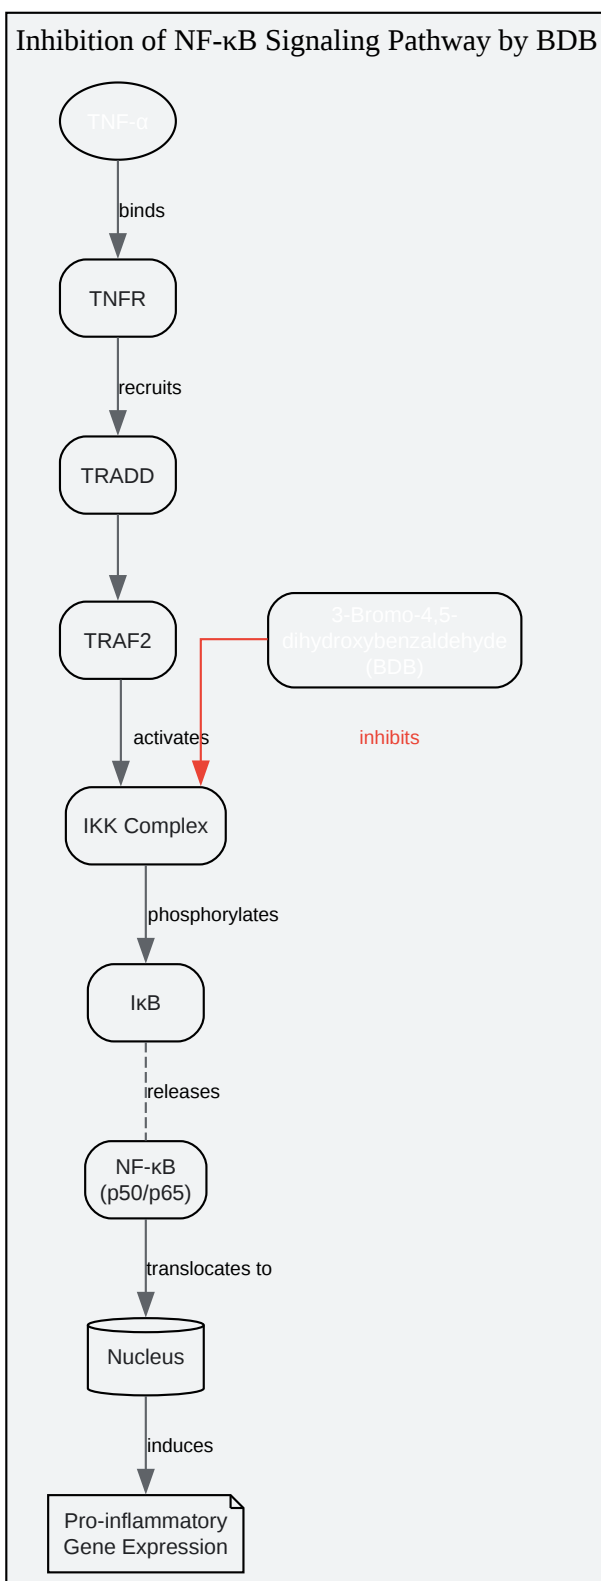 Inhibition of NF-κB Signaling Pathway by BDB
TNF-α
binds
TNFR
recruits
TRADD
TRAF2
3-Bromo-4,5-
dihydroxybenzaldehyde
(BDB)
activates
inhibits
IKK Complex
phosphorylates
IκB
releases
NF-κB
(p50/p65)
translocates to
Nucleus
induces
Pro-inflammatory
Gene Expression